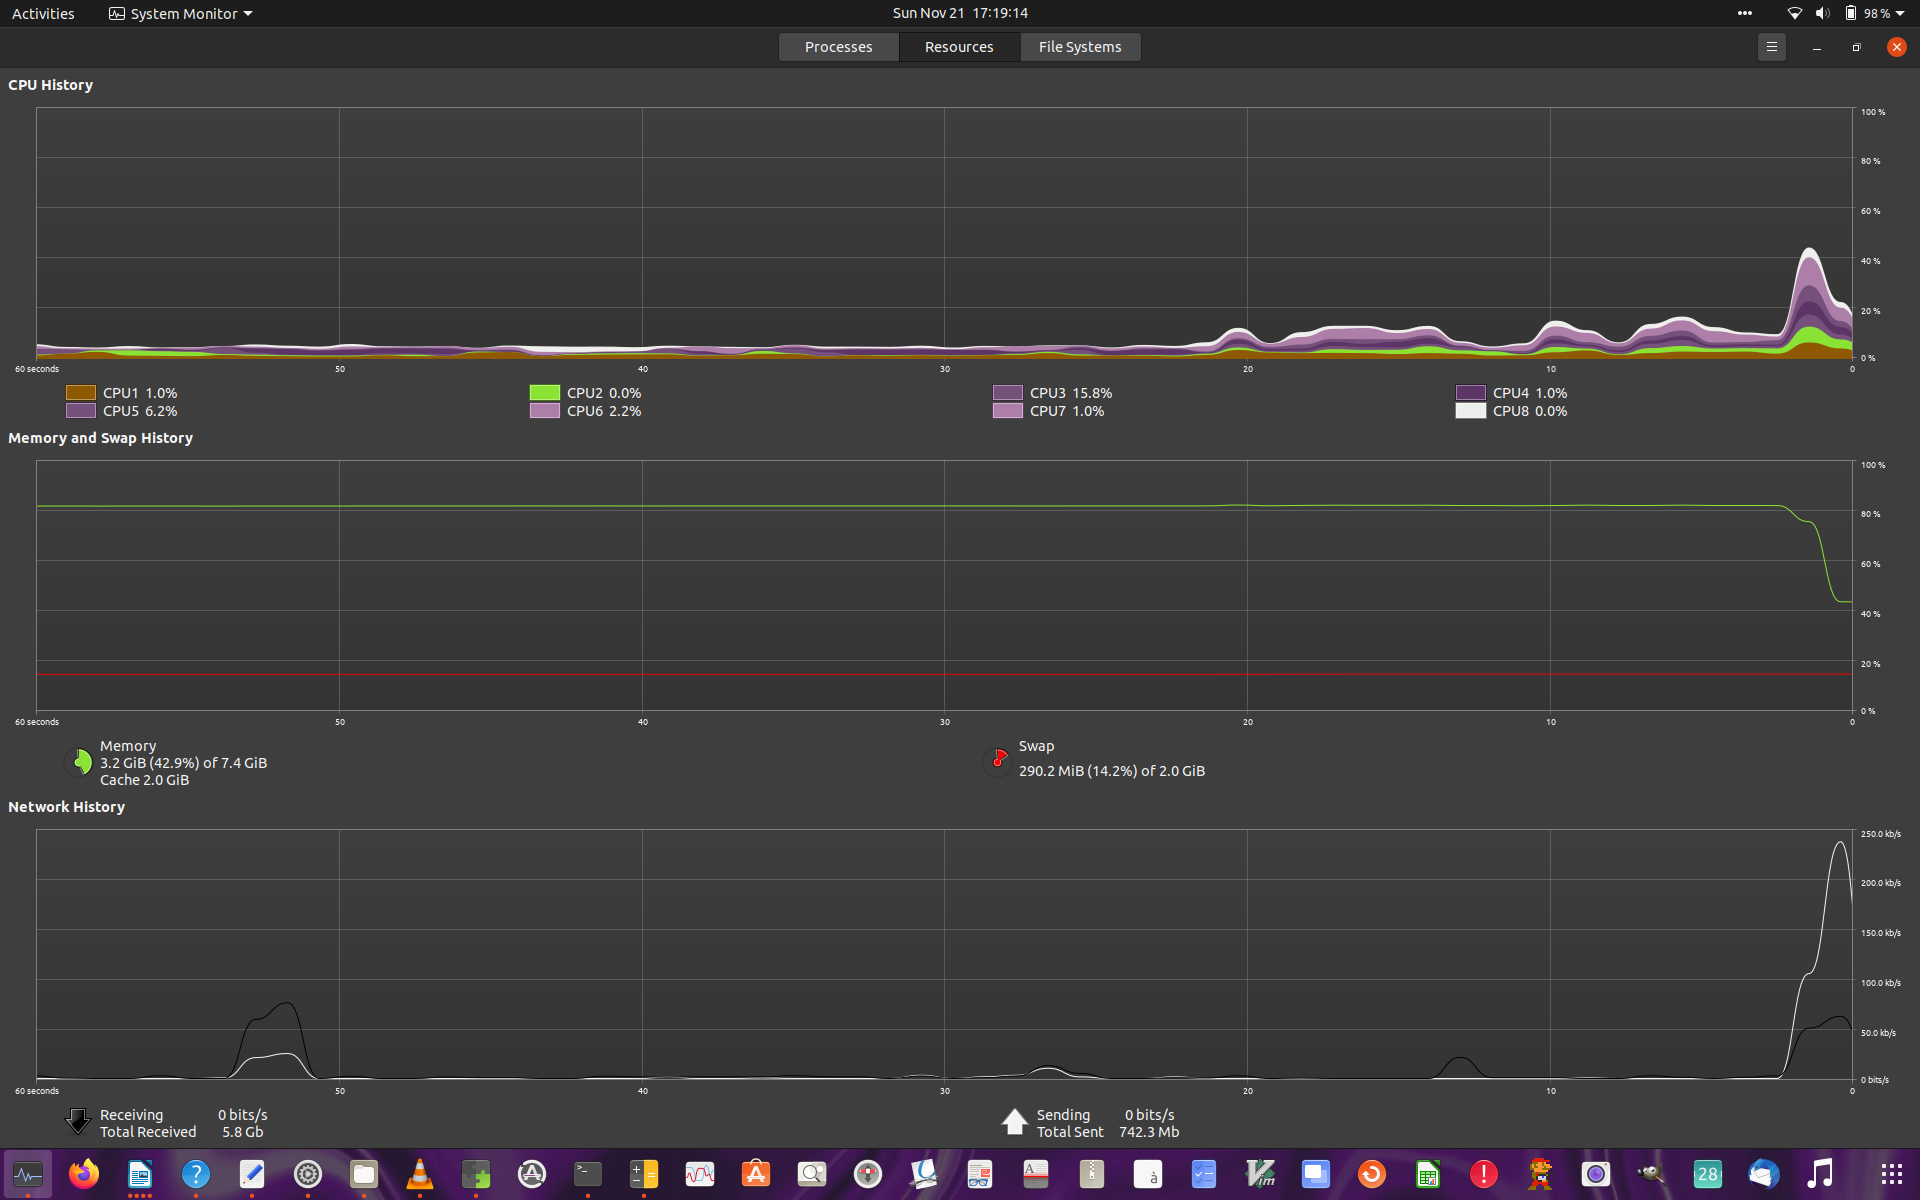 Activities System Monitor Sun Nov 21 17:19:14 98 %
Processes Resources File Systems
CPU History
100 %
80 %
60 %
40 %
20 %
0 %
60 seconds 50 40 30 20 10 0
CPU1 1.0% CPU2 0.0% CPU3 15.8% CPU4 1.0%
CPU5 6.2% CPU6 2.2% CPU7 1.0% CPU8 0.0%
Memory and Swap History
100 %
80 %
60 %
40 %
20 %
0 %
60 seconds 50 40 30 20 10 0
Memory
3.2 GiB (42.9%) of 7.4 GiB
Cache 2.0 GiB
Swap
290.2 MiB (14.2%) of 2.0 GiB
Network History
250.0 kb/s
200.0 kb/s
150.0 kb/s
100.0 kb/s
50.0 kb/s
0 bits/s
60 seconds 50 40 30 20 10 0
Receiving 0 bits/s
Total Received 5.8 Gb
Sending 0 bits/s
Total Sent 742.3 Mb
? >_ A à Vim ! 28